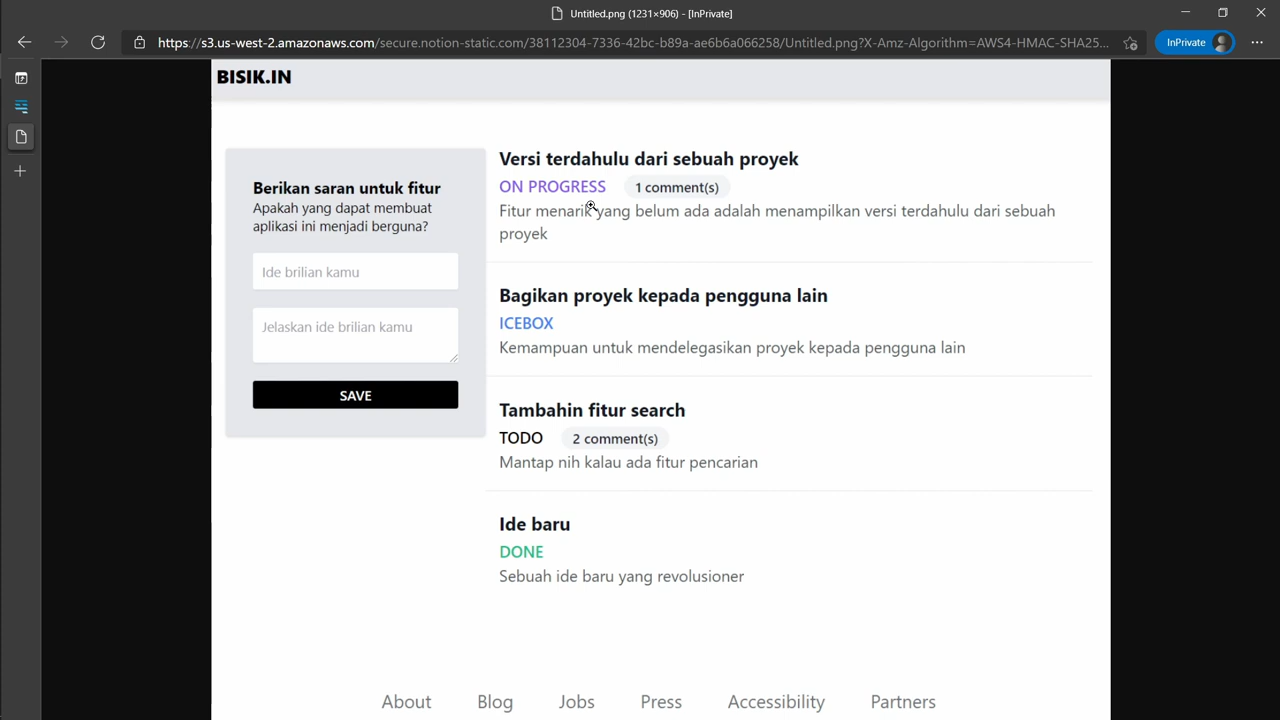 Untitled.png (1231×906) - [InPrivate]
https://s3.us-west-2.amazonaws.com/secure.notion-static.com/38112304-7336-42bc-b89a-ae6b6a066258/Untitled.png?X-Amz-Algorithm=AWS4-HMAC-SHA25...
InPrivate
BISIK.IN
Berikan saran untuk fitur
Apakah yang dapat membuat
aplikasi ini menjadi berguna?
Ide brilian kamu
Jelaskan ide brilian kamu
SAVE
Versi terdahulu dari sebuah proyek
ON PROGRESS 1 comment(s)
Fitur menarik yang belum ada adalah menampilkan versi terdahulu dari sebuah
proyek
Bagikan proyek kepada pengguna lain
ICEBOX
Kemampuan untuk mendelegasikan proyek kepada pengguna lain
Tambahin fitur search
TODO 2 comment(s)
Mantap nih kalau ada fitur pencarian
Ide baru
DONE
Sebuah ide baru yang revolusioner
About Blog Jobs Press Accessibility Partners